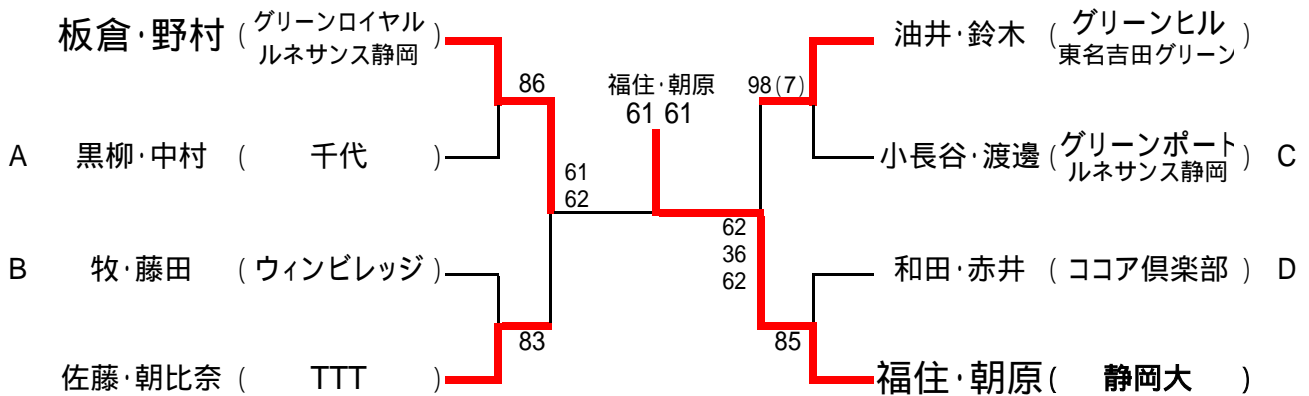 板倉・野村 (グリーンロイヤル
ルネサンス静岡)
86
A 黒柳・中村 ( 千代 )
61
62
B 牧・藤田 (ウィンビレッジ)
83
佐藤・朝比奈 ( TTT )
福住・朝原
61 61
油井・鈴木 (グリーンヒル
東名吉田グリーン)
98(7)
小長谷・渡邊 (グリーンポート
ルネサンス静岡) C
62
36
62
和田・赤井 (ココア倶楽部) D
85
福住・朝原 ( 静岡大 )